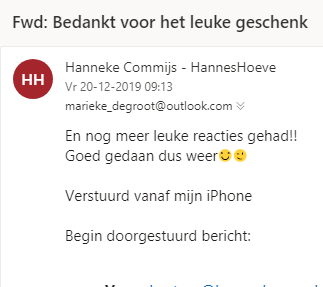 Fwd: Bedankt voor het leuke geschenk
HH
Hanneke Commijs - HannesHoeve
Vr 20-12-2019 09:13
marieke_degroot@outlook.com
En nog meer leuke reacties gehad!!
Goed gedaan dus weer😊😉
Verstuurd vanaf mijn iPhone
Begin doorgestuurd bericht: